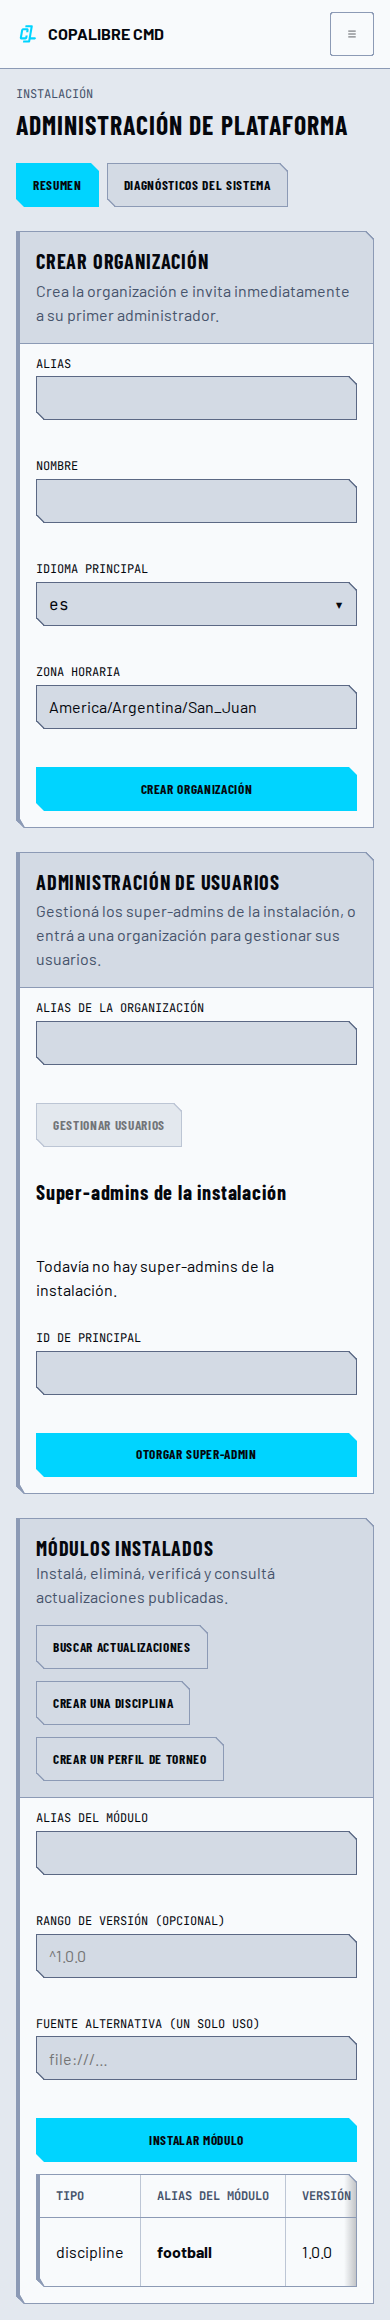 COPALIBRE CMD
INSTALACIÓN
ADMINISTRACIÓN DE PLATAFORMA
RESUMEN
DIAGNÓSTICOS DEL SISTEMA
CREAR ORGANIZACIÓN
Crea la organización e invita inmediatamente
a su primer administrador.
ALIAS
NOMBRE
IDIOMA PRINCIPAL
es
ZONA HORARIA
America/Argentina/San_Juan
CREAR ORGANIZACIÓN
ADMINISTRACIÓN DE USUARIOS
Gestioná los super-admins de la instalación, o
entrá a una organización para gestionar sus
usuarios.
ALIAS DE LA ORGANIZACIÓN
GESTIONAR USUARIOS
Super-admins de la instalación
Todavía no hay super-admins de la
instalación.
ID DE PRINCIPAL
OTORGAR SUPER-ADMIN
MÓDULOS INSTALADOS
Instalá, eliminá, verificá y consultá
actualizaciones publicadas.
BUSCAR ACTUALIZACIONES
CREAR UNA DISCIPLINA
CREAR UN PERFIL DE TORNEO
ALIAS DEL MÓDULO
RANGO DE VERSIÓN (OPCIONAL)
^1.0.0
FUENTE ALTERNATIVA (UN SOLO USO)
file:///...
INSTALAR MÓDULO
TIPO ALIAS DEL MÓDULO VERSIÓN
discipline football 1.0.0